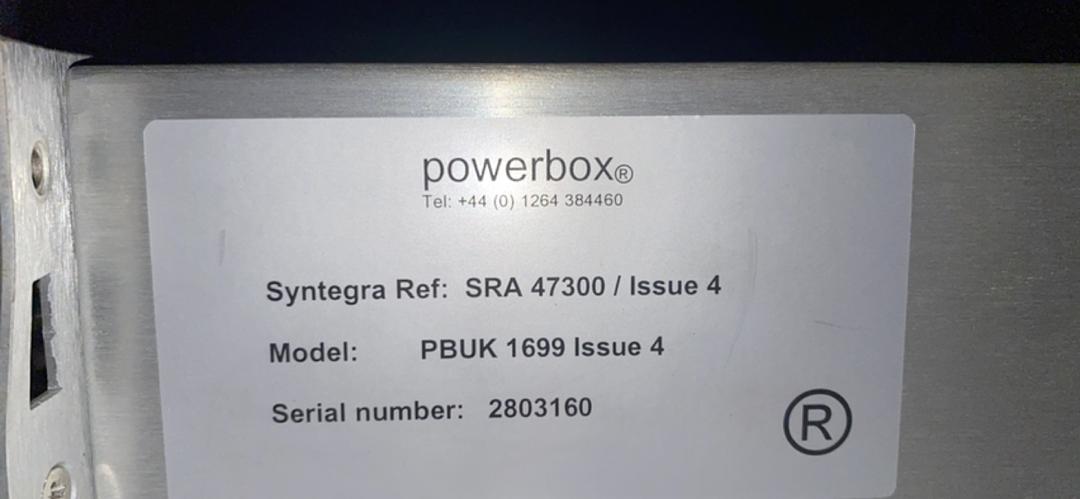 powerbox®
Tel: +44 (0) 1264 384460
Syntegra Ref: SRA 47300 / Issue 4
Model: PBUK 1699 Issue 4
Serial number: 2803160
®